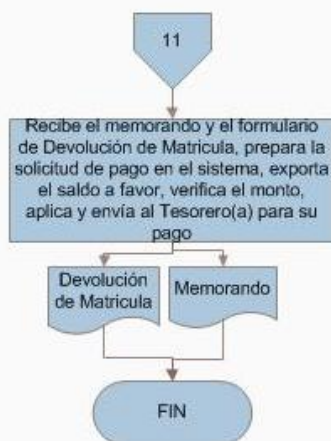 11
Recibe el memorando y el formulario
de Devolución de Matricula, prepara la
solicitud de pago en el sistema, exporta
el saldo a favor, verifica el monto,
aplica y envía al Tesorero(a) para su
pago
Devolución
de Matricula
Memorando
FIN